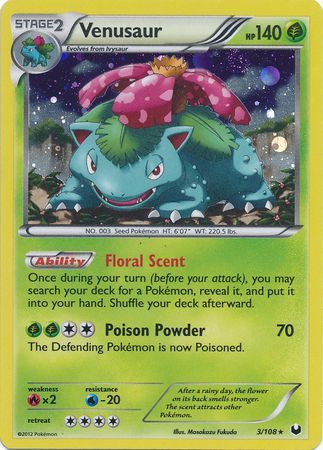 STAGE2
Venusaur
HP140
Evolves from Ivysaur
NO. 003 Seed Pokémon HT: 6'07" WT: 220.5 lbs.
Ability Floral Scent
Once during your turn (before your attack), you may
search your deck for a Pokémon, reveal it, and put it
into your hand. Shuffle your deck afterward.
Poison Powder 70
The Defending Pokémon is now Poisoned.
weakness
×2
resistance
-20
retreat
After a rainy day, the flower
on its back smells stronger.
The scent attracts other
Pokémon.
©2012 Pokémon
Illus. Masakazu Fukuda
3/108